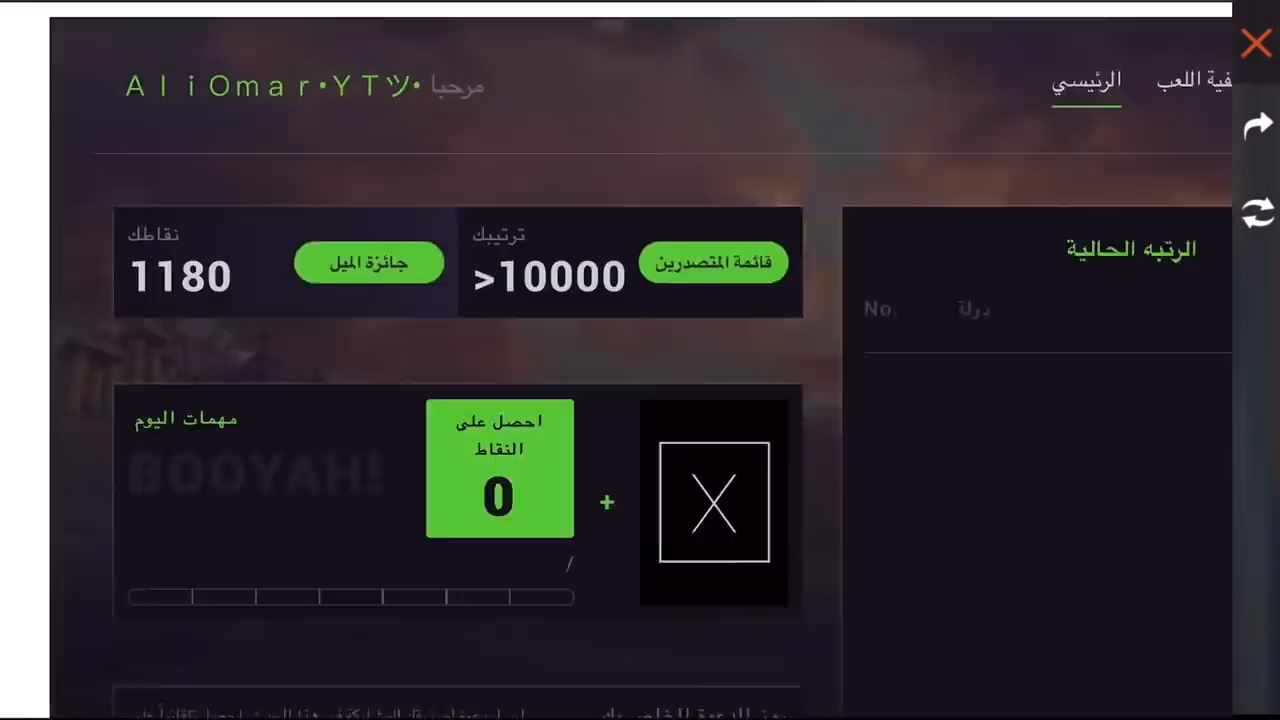 AliOmar•YTツ• مرحبا
الرئيسي
اللعب
نقاطك
1180
جائزة الميل
ترتيبك
>10000
قائمة المتصدرين
الرتبه الحالية
No. دولة
مهمات اليوم
BOOYAH!
احصل على
النقاط
0
+
/